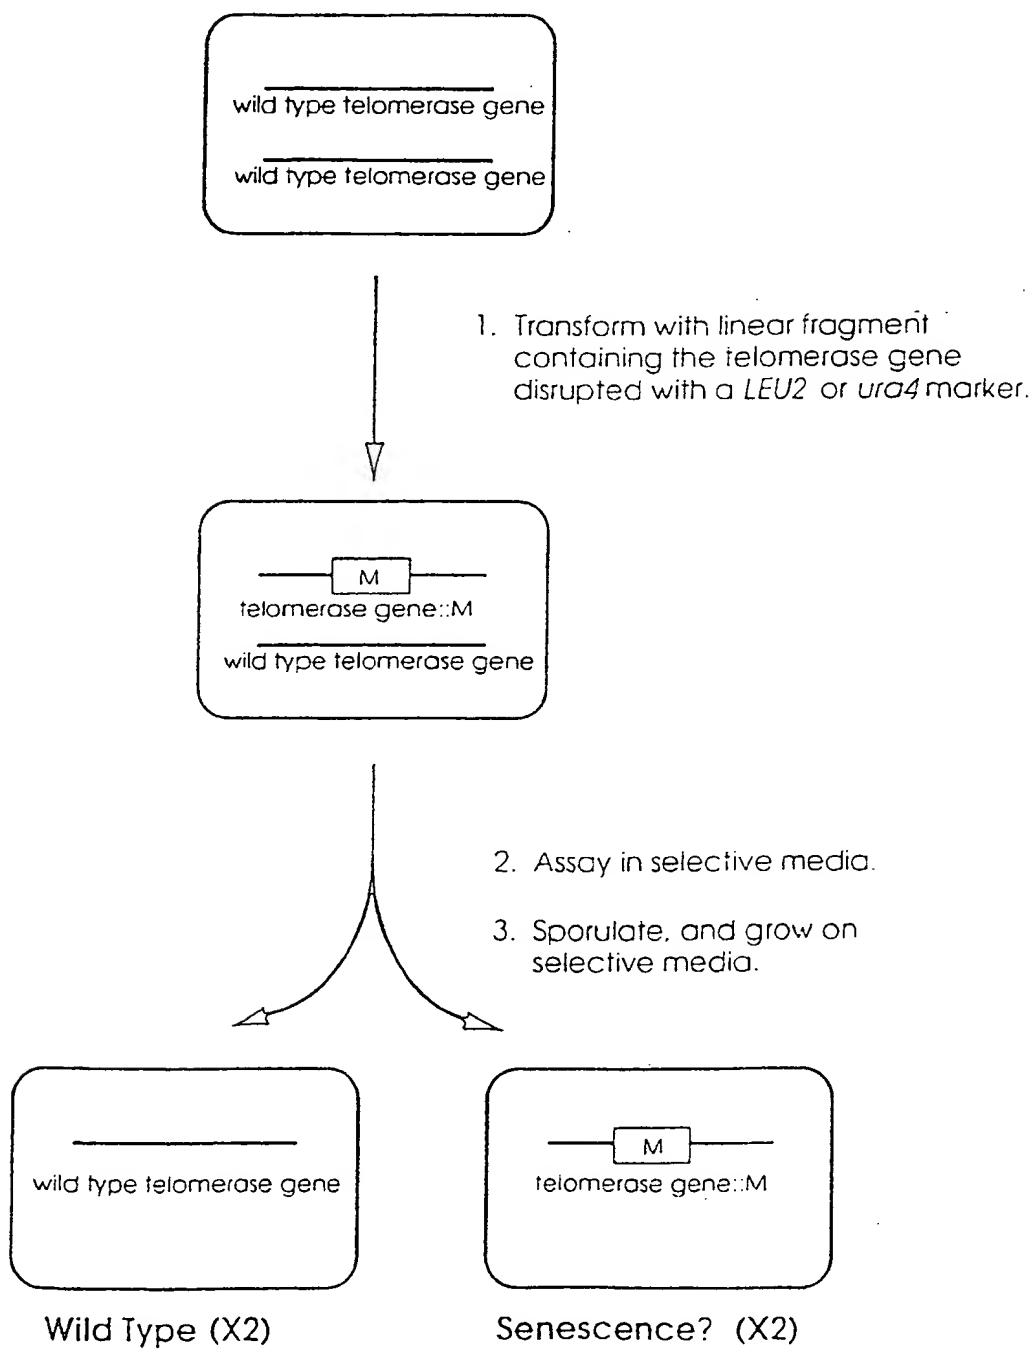 wild type telomerase gene
wild type telomerase gene
1. Transform with linear fragment
containing the telomerase gene
disrupted with a LEU2 or ura4 marker.
M
telomerase gene::M
wild type telomerase gene
2. Assay in selective media.
3. Sporulate, and grow on
selective media.
wild type telomerase gene
M
telomerase gene::M
Wild Type (X2)
Senescence? (X2)